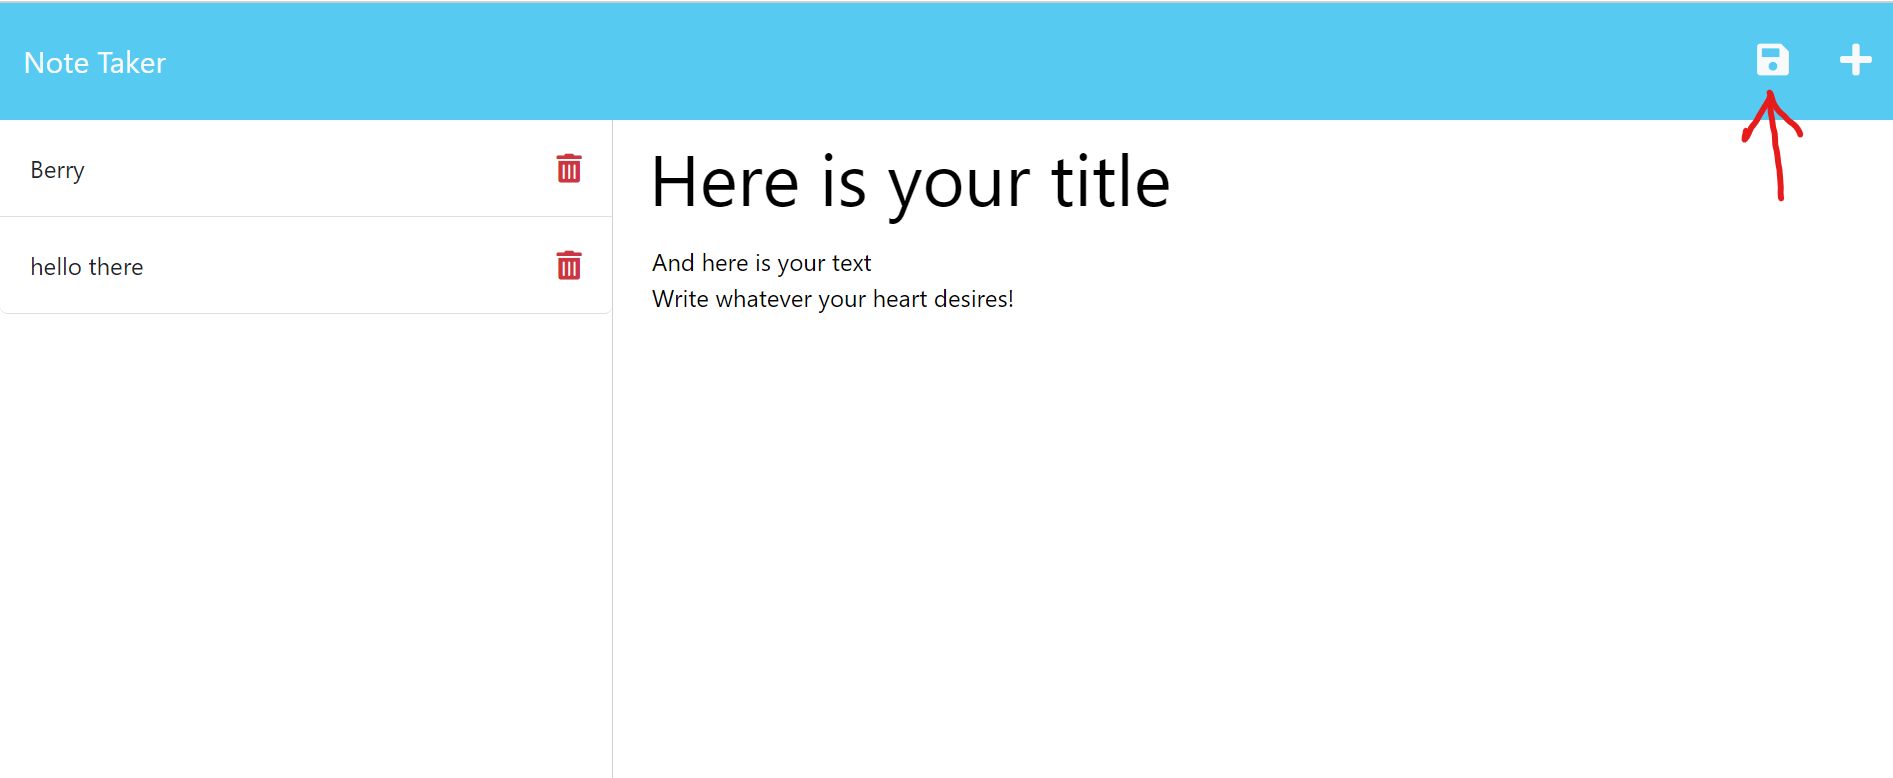 Note Taker
Berry
hello there
Here is your title
And here is your text
Write whatever your heart desires!